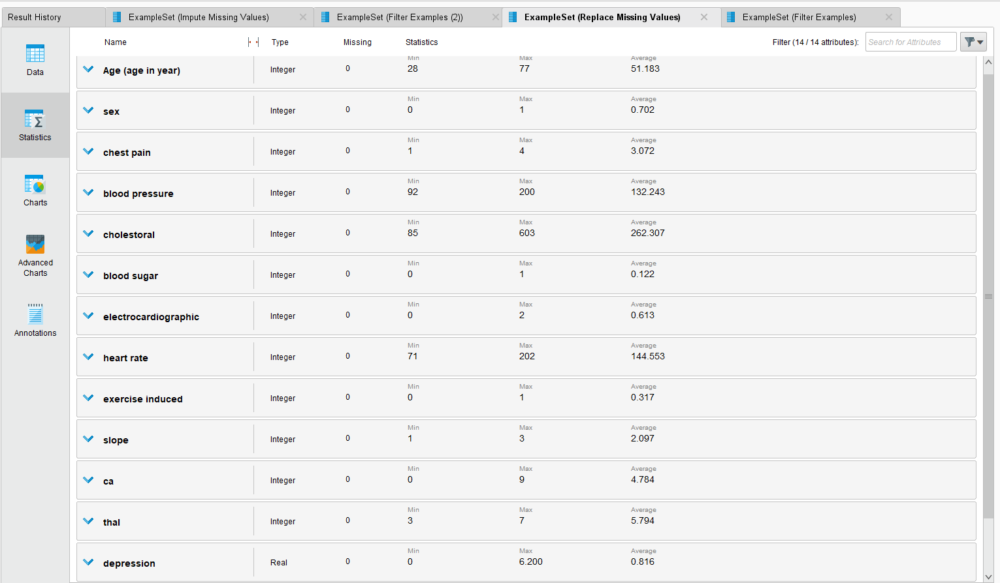 Result History
ExampleSet (Impute Missing Values)
ExampleSet (Filter Examples (2))
ExampleSet (Replace Missing Values)
ExampleSet (Filter Examples)
Name Type Missing Statistics Filter (14 / 14 attributes): Search for Attributes
Data
Statistics
Charts
Advanced
Charts
Annotations
Min Max Average
Age (age in year) Integer 0 28 77 51.183
Min Max Average
sex Integer 0 0 1 0.702
Min Max Average
chest pain Integer 0 1 4 3.072
Min Max Average
blood pressure Integer 0 92 200 132.243
Min Max Average
cholestoral Integer 0 85 603 262.307
Min Max Average
blood sugar Integer 0 0 1 0.122
Min Max Average
electrocardiographic Integer 0 0 2 0.613
Min Max Average
heart rate Integer 0 71 202 144.553
Min Max Average
exercise induced Integer 0 0 1 0.317
Min Max Average
slope Integer 0 1 3 2.097
Min Max Average
ca Integer 0 0 9 4.784
Min Max Average
thal Integer 0 3 7 5.794
Min Max Average
depression Real 0 0 6.200 0.816